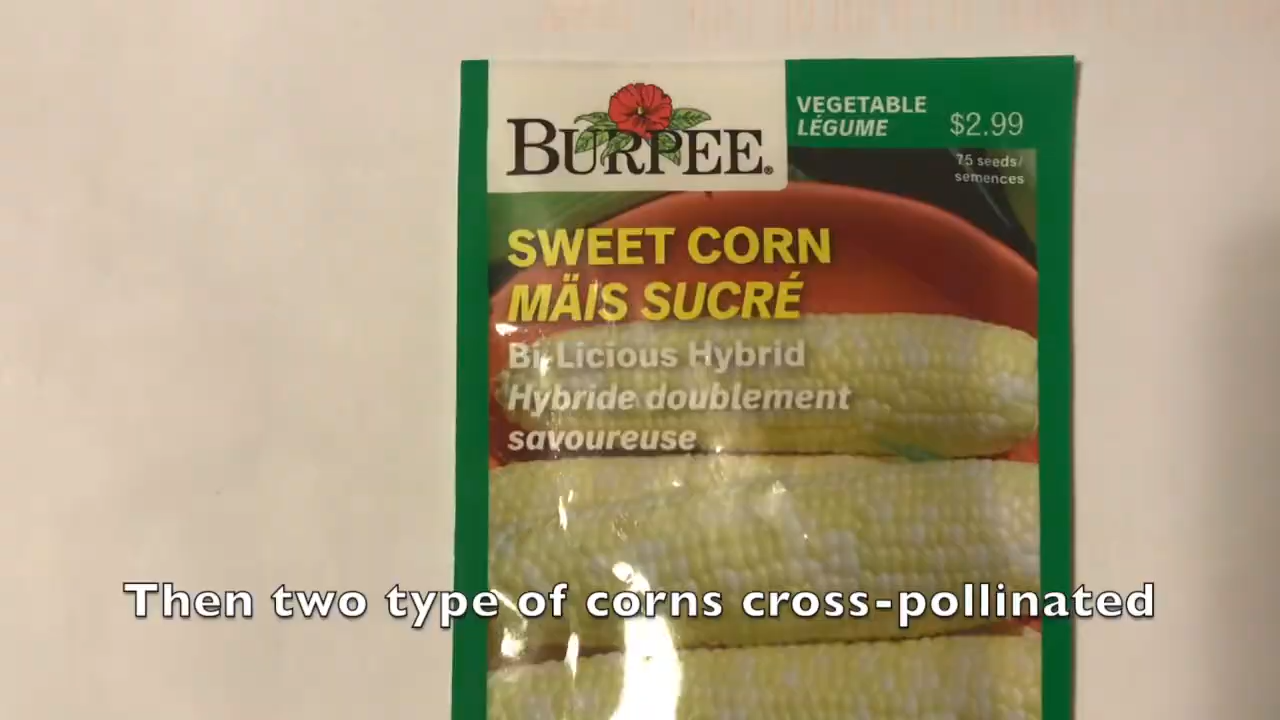 BURPEE®
VEGETABLE
LÉGUME
$2.99
75 seeds/
semences
SWEET CORN
MÄIS SUCRÉ
Bi-Licious Hybrid
Hybride doublement
savoureuse
Then two type of corns cross-pollinated